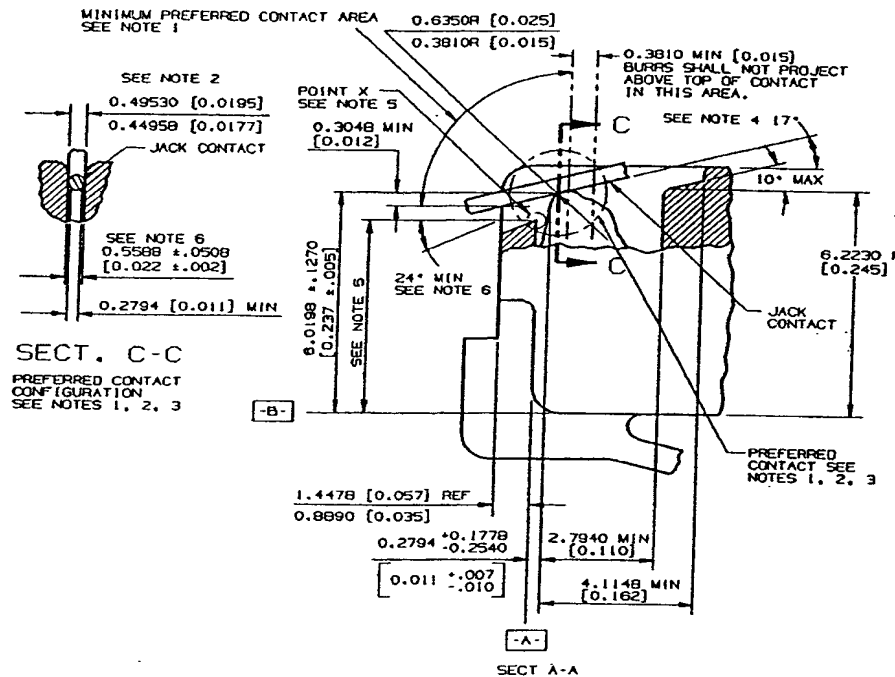 MINIMUM PREFERRED CONTACT AREA
SEE NOTE 1
0.6350R [0.025]
0.3810R [0.015]
0.3810 MIN [0.015]
BURRS SHALL NOT PROJECT
ABOVE TOP OF CONTACT
IN THIS AREA.
SEE NOTE 2
0.49530 [0.0195]
0.44958 [0.0177]
JACK CONTACT
POINT X
SEE NOTE 5
0.3048 MIN
[0.012]
C
SEE NOTE 4 17°
10° MAX
SEE NOTE 6
0.5588 ±.0508
[0.022 ±.002]
0.2794 [0.011] MIN
SECT. C-C
PREFERRED CONTACT
CONFIGURATION
SEE NOTES 1, 2, 3
24° MIN
SEE NOTE 6
C
6.0198 ±.1270
[0.237 ±.005]
SEE NOTE 5
6.2230
[0.245]
JACK
CONTACT
-B-
PREFERRED
CONTACT SEE
NOTES 1, 2, 3
1.4478 [0.057] REF
0.8890 [0.035]
0.2794 +0.1778
-0.2540
0.011 +.007
-.010
2.7940 MIN
[0.110]
4.1148 MIN
[0.162]
-A-
SECT A-A